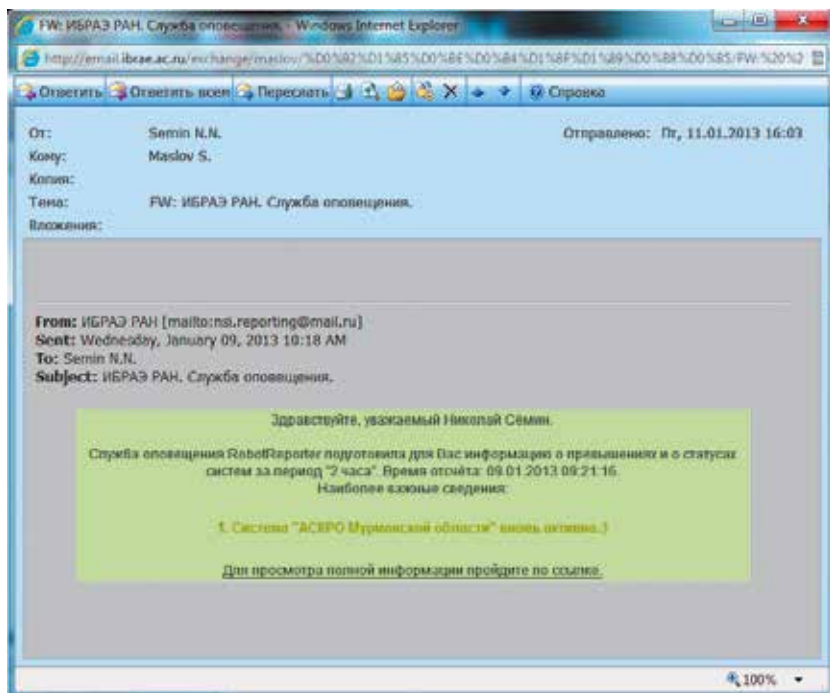 FW: ИБРАЭ РАН. Служба оповещения. - Windows Internet Explorer
http://email.ibrae.ac.ru/exchange/maslov/
Ответить Ответить всем Переслать Справка
От: Semin N.N. Отправлено: Пт, 11.01.2013 16:03
Кому: Maslov S.
Копия:
Тема: FW: ИБРАЭ РАН. Служба оповещения.
Вложения:
From: ИБРАЭ РАН [mailto:nsi.reporting@mail.ru]
Sent: Wednesday, January 09, 2013 10:18 AM
To: Semin N.N.
Subject: ИБРАЭ РАН. Служба оповещения.
Здравствуйте, уважаемый Николай Сёмин.
Служба оповещения RobotReporter подготовила для Вас информацию о превышениях и о статусах
систем за период "2 часа". Время отсчёта: 09.01.2013 09:21:16.
Наиболее важные сведения:
1. Система "АСКРО Мурманской области" вновь активна.
Для просмотра полной информации пройдите по ссылке.
100%